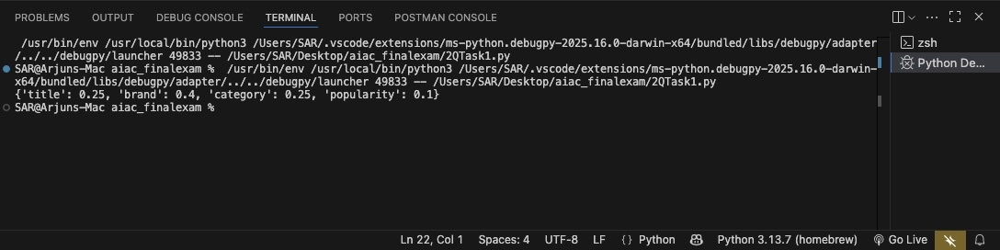 PROBLEMS OUTPUT DEBUG CONSOLE TERMINAL PORTS POSTMAN CONSOLE
/usr/bin/env /usr/local/bin/python3 /Users/SAR/.vscode/extensions/ms-python.debugpy-2025.16.0-darwin-x64/bundled/libs/debugpy/adapter
/../../debugpy/launcher 49833 -- /Users/SAR/Desktop/aiac_finalexam/2QTask1.py
SAR@Arjuns-Mac aiac_finalexam %  /usr/bin/env /usr/local/bin/python3 /Users/SAR/.vscode/extensions/ms-python.debugpy-2025.16.0-darwin-
x64/bundled/libs/debugpy/adapter/../../debugpy/launcher 49833 -- /Users/SAR/Desktop/aiac_finalexam/2QTask1.py
{'title': 0.25, 'brand': 0.4, 'category': 0.25, 'popularity': 0.1}
SAR@Arjuns-Mac aiac_finalexam %
zsh
Python De...
Ln 22, Col 1 Spaces: 4 UTF-8 LF {} Python Python 3.13.7 (homebrew) Go Live